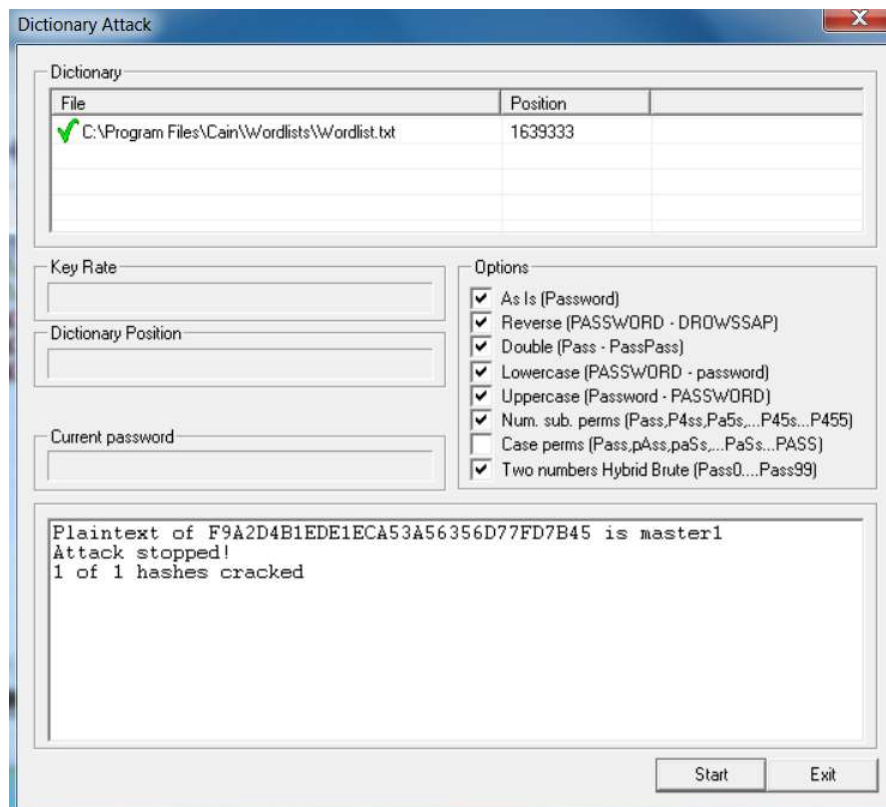 Dictionary Attack
X
Dictionary
File Position
C:\Program Files\Cain\Wordlists\Wordlist.txt 1639333
Key Rate
Dictionary Position
Current password
Options
As Is (Password)
Reverse (PASSWORD - DROWSSAP)
Double (Pass - PassPass)
Lowercase (PASSWORD - password)
Uppercase (Password - PASSWORD)
Num. sub. perms (Pass,P4ss,Pa5s,...P45s...P455)
Case perms (Pass,pAss,paSs,...PaSs...PASS)
Two numbers Hybrid Brute (Pass0....Pass99)
Plaintext of F9A2D4B1EDE1ECA53A56356D77FD7B45 is master1
Attack stopped!
1 of 1 hashes cracked
Start Exit